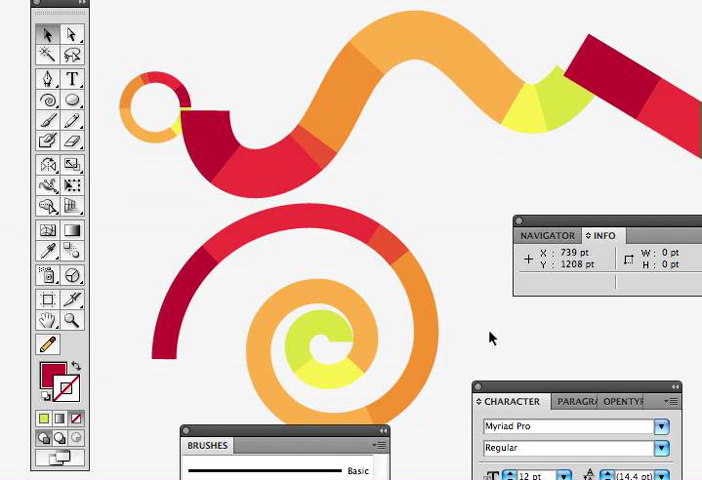 NAVIGATOR INFO
X : 739 pt W : 0 pt
Y : 1208 pt H : 0 pt
CHARACTER PARAGRA OPENTYP
Myriad Pro
Regular
12 pt (14.4 pt)
BRUSHES
Basic
T